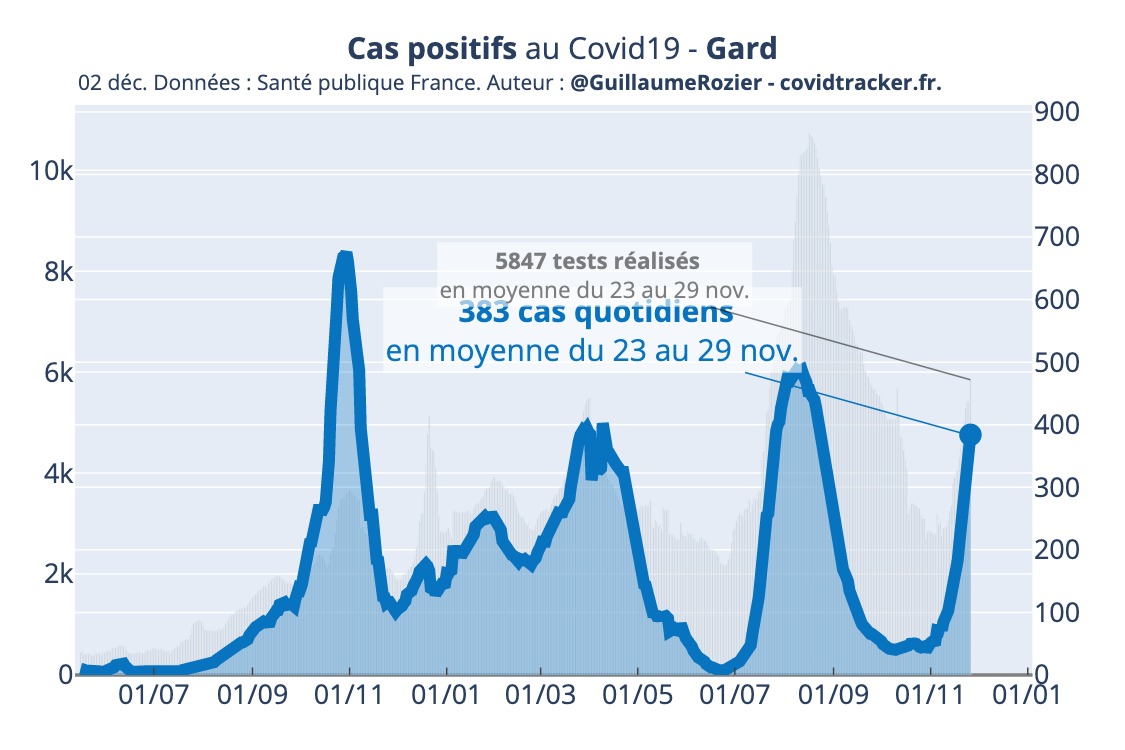 Cas positifs au Covid19 - Gard
02 déc. Données : Santé publique France. Auteur : @GuillaumeRozier - covidtracker.fr.
900
10k
800
700
8k
5847 tests réalisés
en moyenne du 23 au 29 nov.
600
383 cas quotidiens
en moyenne du 23 au 29 nov.
500
6k
400
4k
300
200
2k
100
0
0
01/07 01/09 01/11 01/01 01/03 01/05 01/07 01/09 01/11 01/01